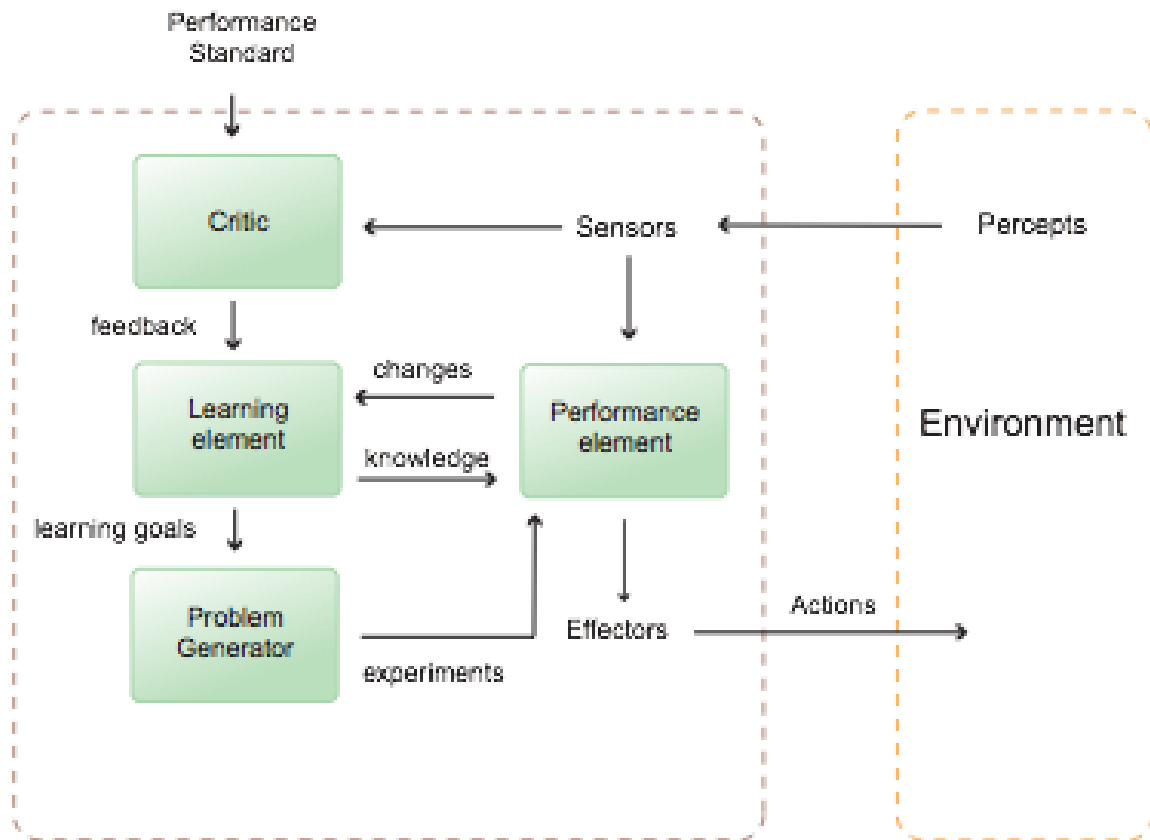 Performance
Standard
Critic
Sensors
Percepts
feedback
changes
Learning
element
Performance
element
Environment
knowledge
learning goals
Problem
Generator
Effectors
Actions
experiments